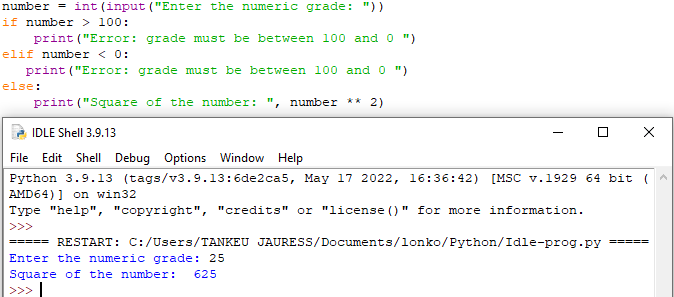 number = int(input("Enter the numeric grade: "))
if number > 100:
    print("Error: grade must be between 100 and 0 ")
elif number < 0:
   print("Error: grade must be between 100 and 0 ")
else:
    print("Square of the number: ", number ** 2)
IDLE Shell 3.9.13
File Edit Shell Debug Options Window Help
Python 3.9.13 (tags/v3.9.13:6de2ca5, May 17 2022, 16:36:42) [MSC v.1929 64 bit (
AMD64)] on win32
Type "help", "copyright", "credits" or "license()" for more information.
>>>
===== RESTART: C:/Users/TANKEU JAURESS/Documents/lonko/Python/Idle-prog.py =====
Enter the numeric grade: 25
Square of the number:  625
>>>